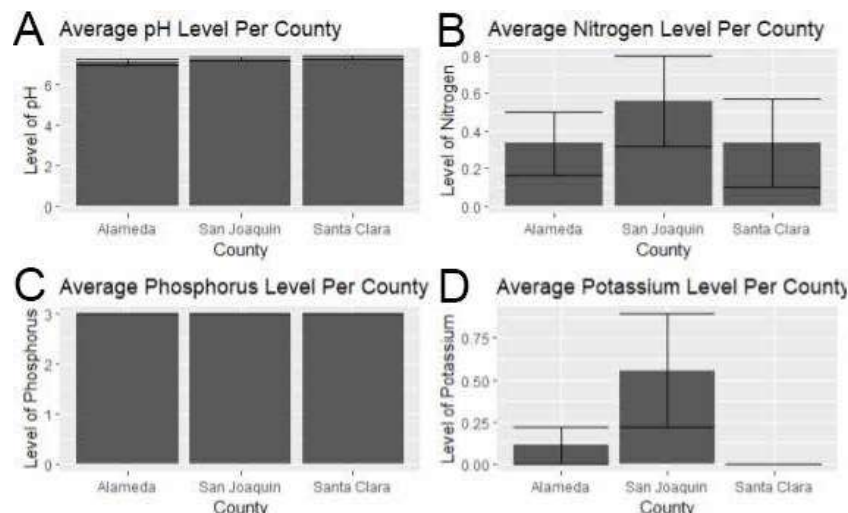 A
Average pH Level Per County
Level of pH
6
4
2
0
Alameda
San Joaquin
Santa Clara
County
B
Average Nitrogen Level Per County
Level of Nitrogen
0.8
0.6
0.4
0.2
0.0
Alameda
San Joaquin
Santa Clara
County
C
Average Phosphorus Level Per County
Level of Phosphorus
3
2
1
0
Alameda
San Joaquin
Santa Clara
County
D
Average Potassium Level Per County
Level of Potassium
0.75
0.50
0.25
0.00
Alameda
San Joaquin
Santa Clara
County